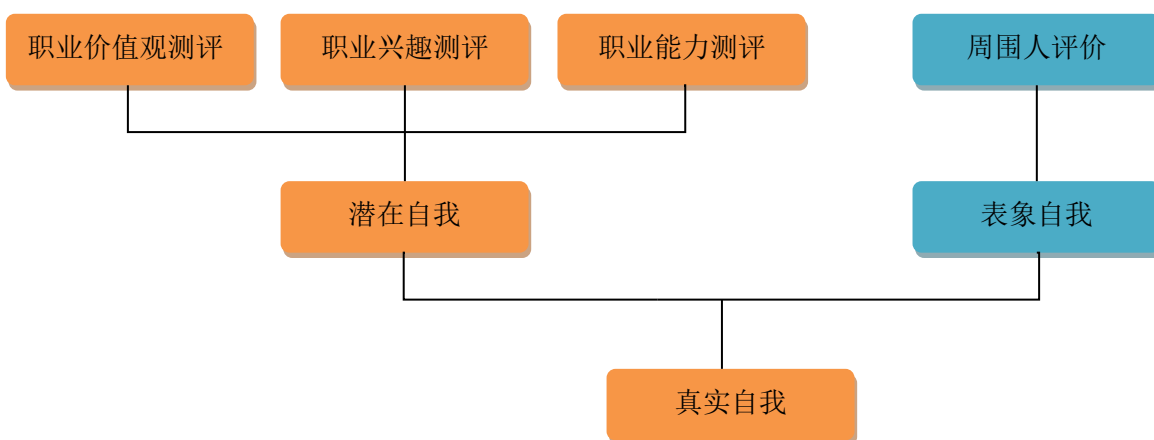 职业价值观测评
职业兴趣测评
职业能力测评
周围人评价
潜在自我
表象自我
真实自我